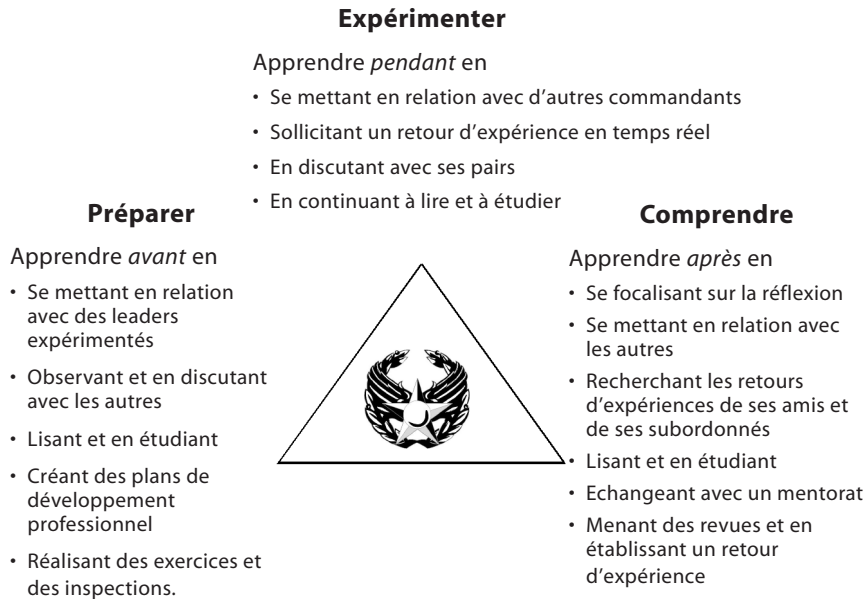 Expérimenter
Apprendre pendant en
• Se mettant en relation avec d'autres commandants
• Sollicitant un retour d'expérience en temps réel
• En discutant avec ses pairs
• En continuant à lire et à étudier
Préparer
Apprendre avant en
• Se mettant en relation
avec des leaders
expérimentés
• Observant et en discutant
avec les autres
• Lisant et en étudiant
• Créant des plans de
développement
professionnel
• Réalisant des exercices et
des inspections.
Comprendre
Apprendre après en
• Se focalisant sur la réflexion
• Se mettant en relation avec
les autres
• Recherchant les retours
d'expériences de ses amis et
de ses subordonnés
• Lisant et en étudiant
• Echangeant avec un mentorat
• Menant des revues et en
établissant un retour
d'expérience